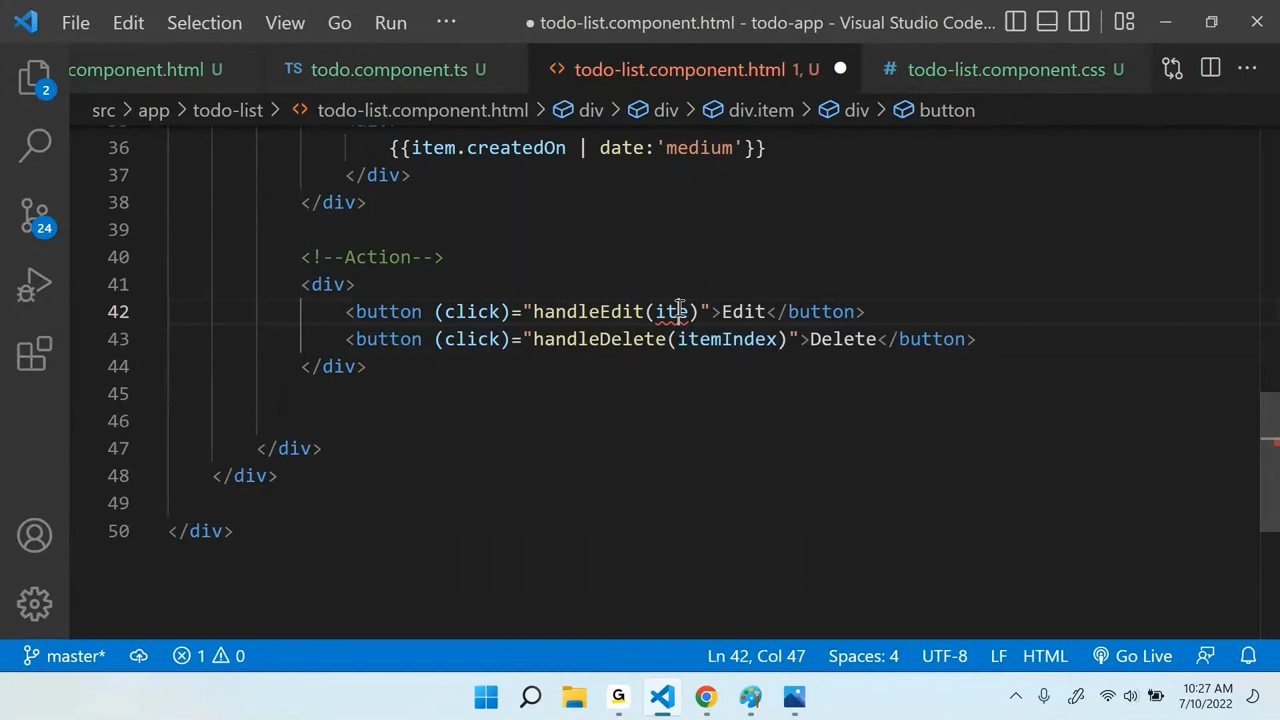 File Edit Selection View Go Run ··· ● todo-list.component.html - todo-app - Visual Studio Code...
component.html U TS todo.component.ts U <> todo-list.component.html 1, U # todo-list.component.css U ···
src > app > todo-list > <> todo-list.component.html > div > div > div.item > div > button
2
24
36 {{item.createdOn | date:'medium'}}
37 </div>
38 </div>
39
40 <!--Action-->
41 <div>
42 <button (click)="handleEdit(ite)">Edit</button>
43 <button (click)="handleDelete(itemIndex)">Delete</button>
44 </div>
45
46
47 </div>
48 </div>
49
50 </div>
master* 1 0 Ln 42, Col 47 Spaces: 4 UTF-8 LF HTML Go Live
G
10:27 AM
7/10/2022